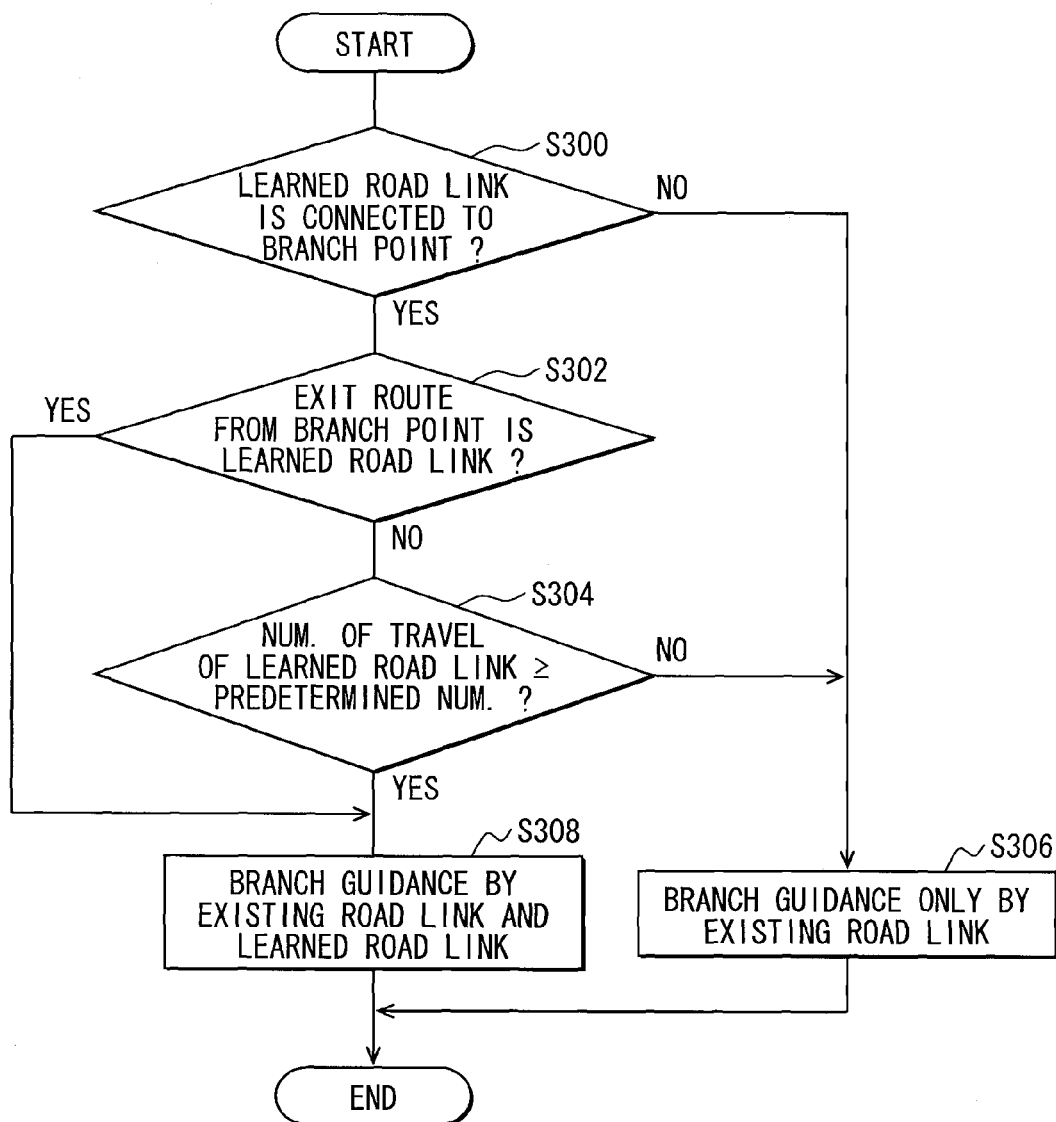 START
S300
LEARNED ROAD LINK
IS CONNECTED TO
BRANCH POINT ?
NO
YES
S302
EXIT ROUTE
FROM BRANCH POINT IS
LEARNED ROAD LINK ?
YES
NO
S304
NUM. OF TRAVEL
OF LEARNED ROAD LINK ≥
PREDETERMINED NUM. ?
NO
YES
S308
BRANCH GUIDANCE BY
EXISTING ROAD LINK AND
LEARNED ROAD LINK
S306
BRANCH GUIDANCE ONLY BY
EXISTING ROAD LINK
END